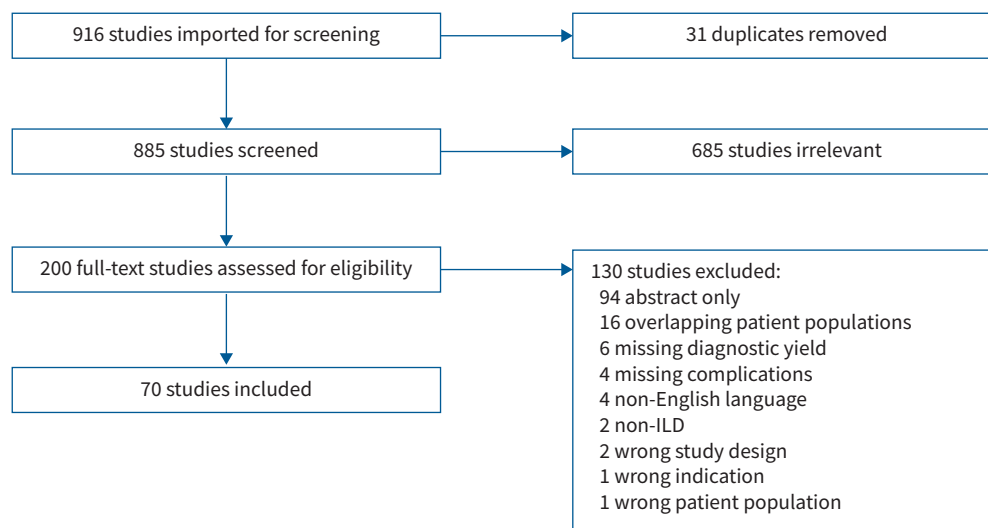 916 studies imported for screening
31 duplicates removed
885 studies screened
685 studies irrelevant
200 full-text studies assessed for eligibility
130 studies excluded:
94 abstract only
16 overlapping patient populations
6 missing diagnostic yield
4 missing complications
4 non-English language
2 non-ILD
2 wrong study design
1 wrong indication
1 wrong patient population
70 studies included